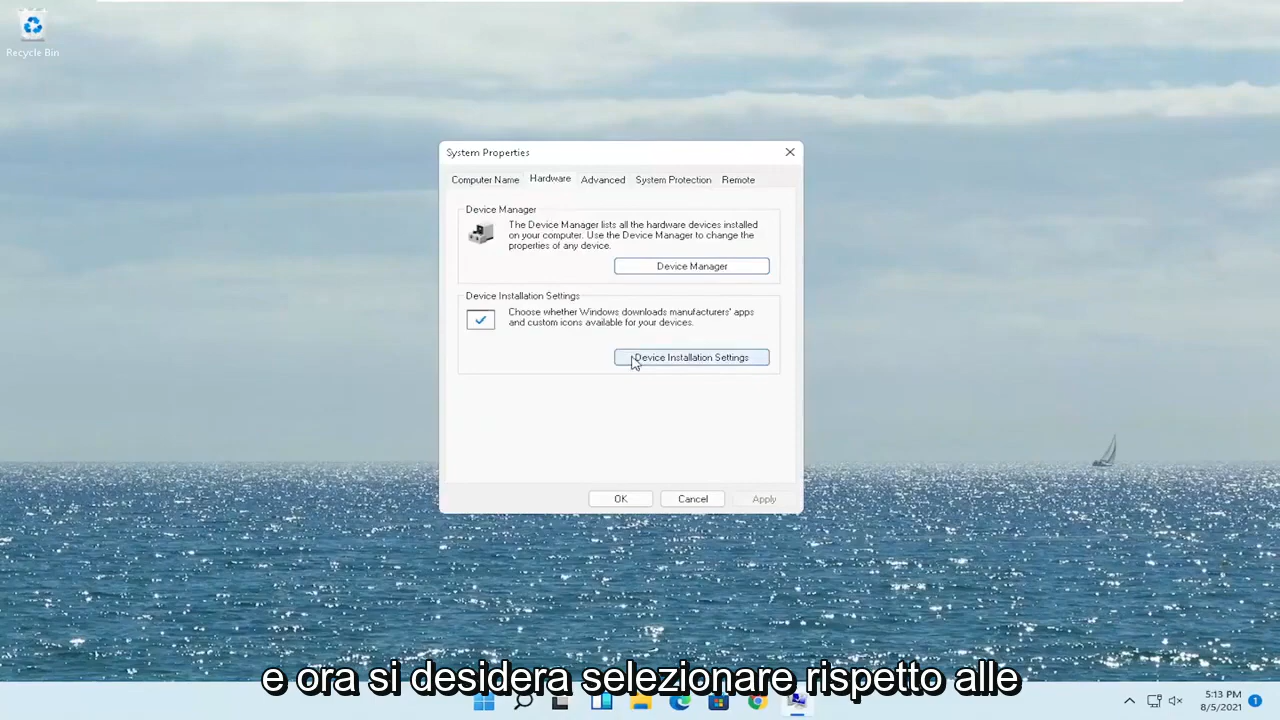 Recycle Bin
System Properties
Computer Name Hardware Advanced System Protection Remote
Device Manager
The Device Manager lists all the hardware devices installed
on your computer. Use the Device Manager to change the
properties of any device.
Device Manager
Device Installation Settings
Choose whether Windows downloads manufacturers' apps
and custom icons available for your devices.
Device Installation Settings
OK Cancel Apply
e ora si desidera selezionare rispetto alle
5:13 PM
8/5/2021
1